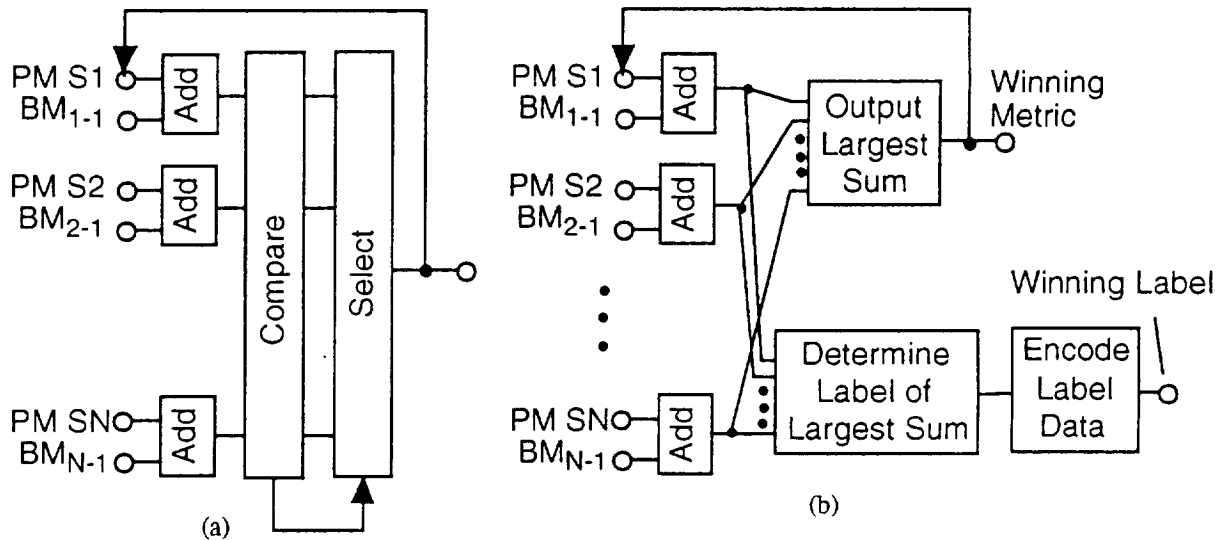 PM S1
BM1-1
Add
PM S2
BM2-1
Add
PM SN
BMN-1
Add
Compare
Select
(a)
PM S1
BM1-1
Add
PM S2
BM2-1
Add
PM SN
BMN-1
Add
Output
Largest
Sum
Winning
Metric
Determine
Label of
Largest Sum
Encode
Label
Data
Winning Label
(b)